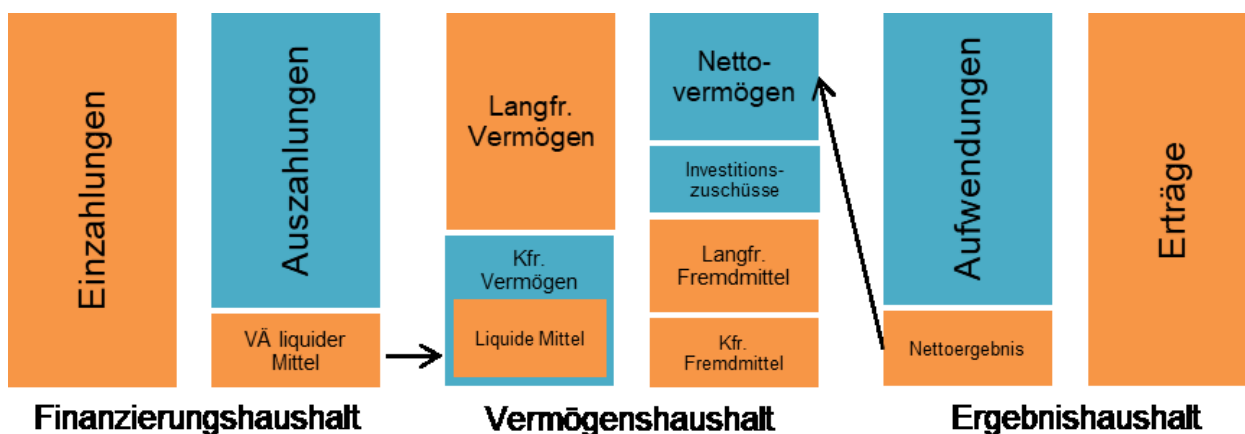 Einzahlungen
Auszahlungen
VÄ liquider
Mittel
Finanzierungshaushalt
Langfr.
Vermögen
Kfr.
Vermögen
Liquide Mittel
Netto-
vermögen
Investitions-
zuschüsse
Langfr.
Fremdmittel
Kfr.
Fremdmittel
Vermögenshaushalt
Aufwendungen
Nettoergebnis
Erträge
Ergebnishaushalt